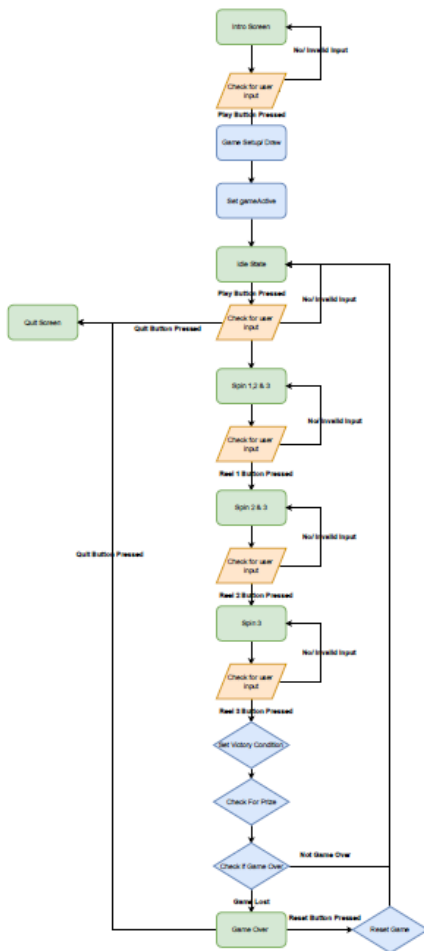 Intro Screen
No/ Invalid Input
Check for user
input
Play Button Pressed
Game Setup/ Draw
Set gameActive
Idle State
Play Button Pressed
No/ Invalid Input
Quit Screen
Quit Button Pressed
Check for user
input
Spin 1,2 & 3
No/ Invalid Input
Check for user
input
Reel 1 Button Pressed
Spin 2 & 3
No/ Invalid Input
Quit Button Pressed
Check for user
input
Reel 2 Button Pressed
Spin 3
No/ Invalid Input
Check for user
input
Reel 3 Button Pressed
Set Victory Condition
Check For Prize
Not Game Over
Check if Game Over
Game Lost
Game Over
Reset Button Pressed
Reset Game